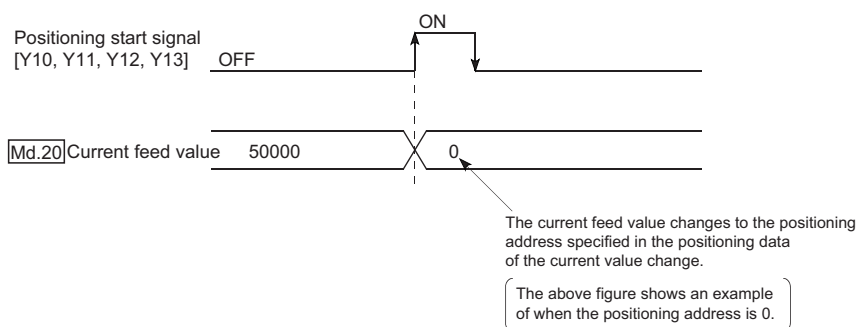 ON
Positioning start signal
[Y10, Y11, Y12, Y13] OFF
Md.20 Current feed value 50000 0
The current feed value changes to the positioning
address specified in the positioning data
of the current value change.
The above figure shows an example
of when the positioning address is 0.